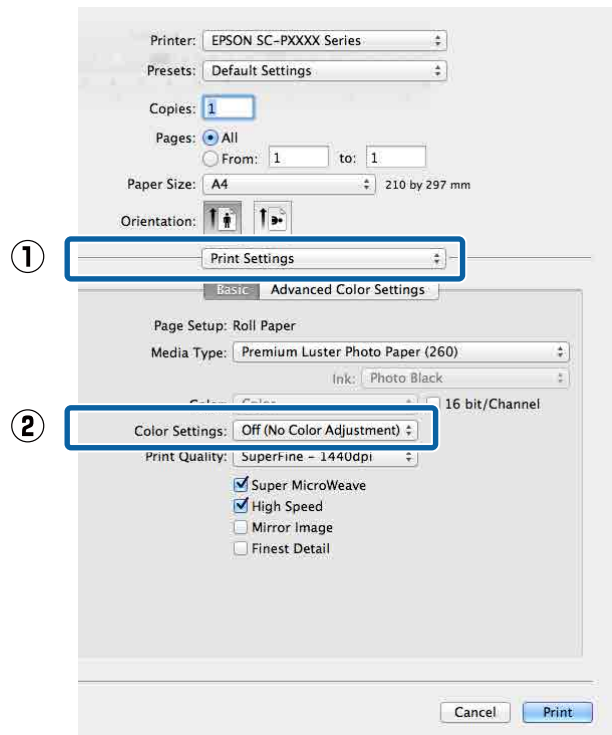 Printer: EPSON SC-PXXXX Series
Presets: Default Settings
Copies: 1
Pages: All
From: 1 to: 1
Paper Size: A4 210 by 297 mm
Orientation:
1
Print Settings
Basic Advanced Color Settings
Page Setup: Roll Paper
Media Type: Premium Luster Photo Paper (260)
Ink: Photo Black
Color: Color 16 bit/Channel
2
Color Settings: Off (No Color Adjustment)
Print Quality: SuperFine - 1440dpi
Super MicroWeave
High Speed
Mirror Image
Finest Detail
Cancel Print